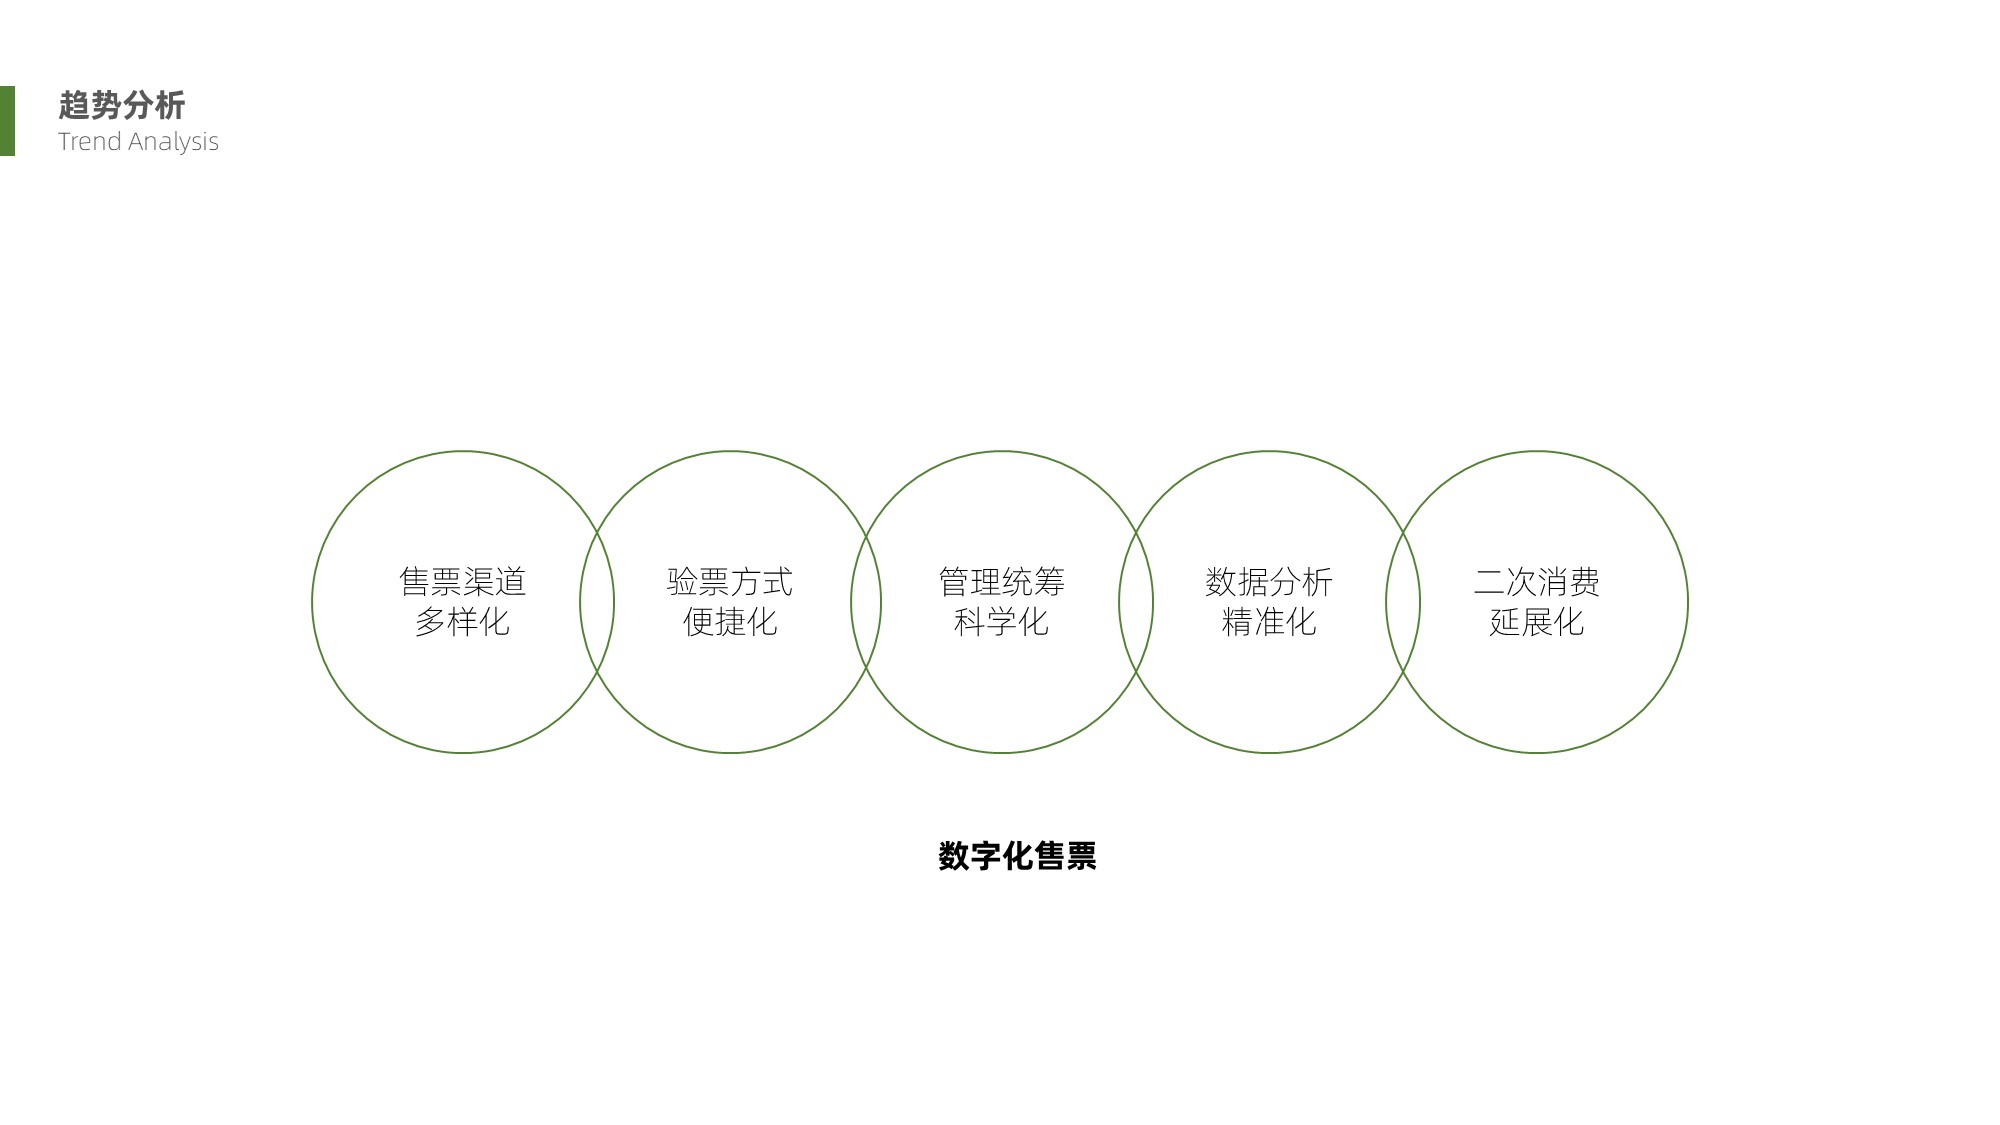 趋势分析
Trend Analysis
售票渠道
多样化
验票方式
便捷化
管理统筹
科学化
数据分析
精准化
二次消费
延展化
数字化售票